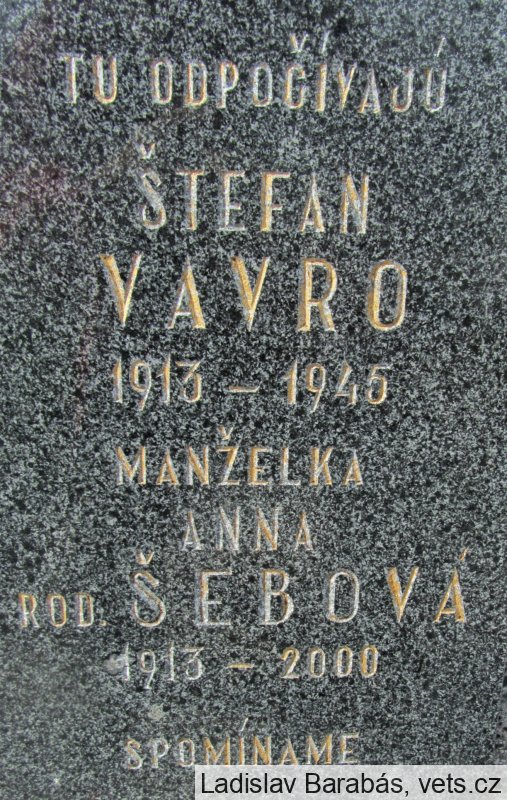 TU ODPOČÍVAJÚ
ŠTEFAN
VAVRO
1913 – 1945
MANŽELKA
ANNA
ROD. ŠEBOVÁ
1913 – 2000
SPOMÍNAME
Ladislav Barabás, vets.cz